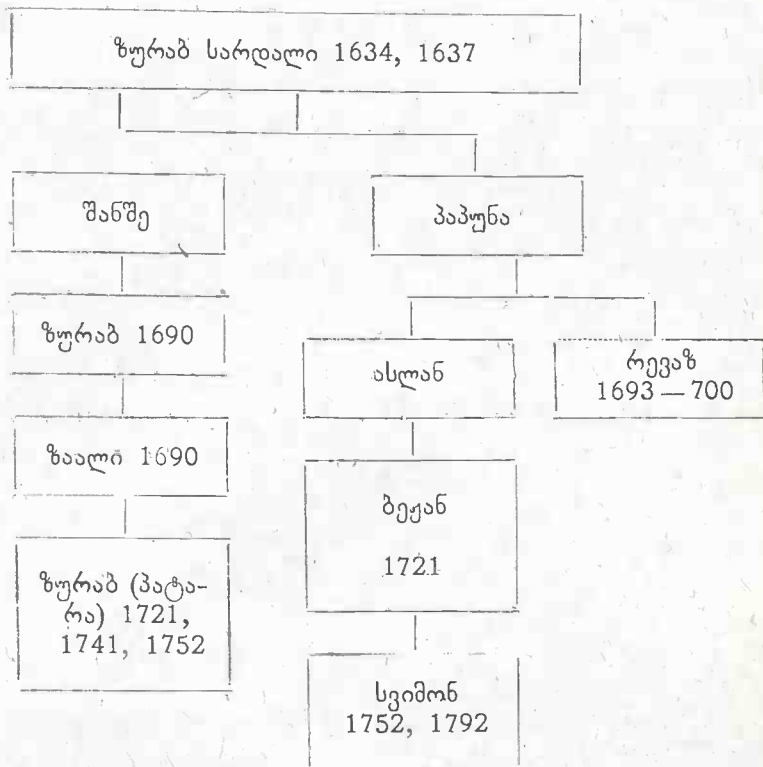 ზურაბ სარდალი 1634, 1637
შანშე
პაპუნა
ზურაბ 1690
ასლან
რევაზ
1693 — 700
ზაალი 1690
ბეჟან
1721
ზურაბ (პატა-
რა) 1721,
1741, 1752
სვიმონ
1752, 1792